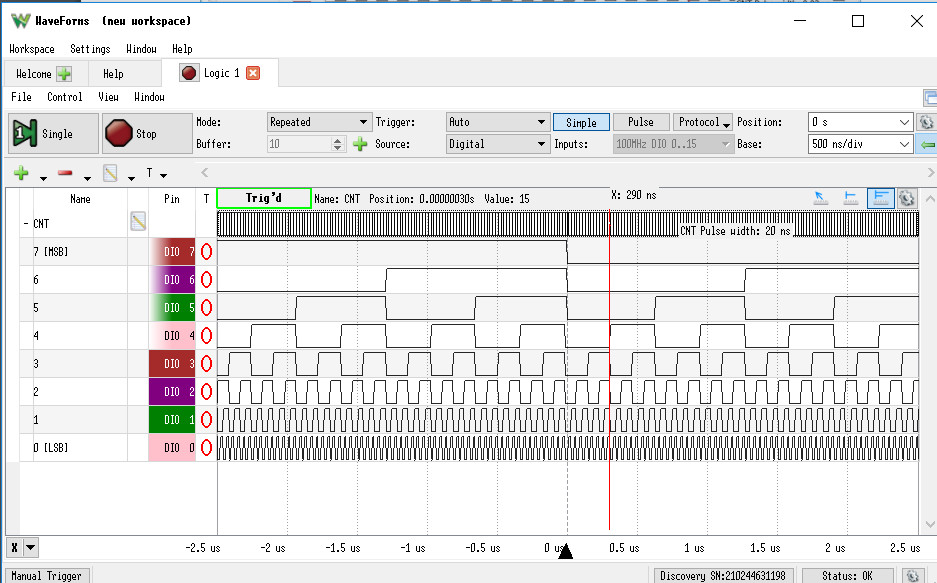 WaveForms (new workspace)
Workspace Settings Window Help
Welcome Help Logic 1
File Control View Window
Single Stop Mode: Repeated Trigger: Auto Simple Pulse Protocol Position: 0 s
Buffer: 10 Source: Digital Inputs: 100MHz DIO 0..15 Base: 500 ns/div
T
Name Pin T Trig'd Name: CNT Position: 0.00000030s Value: 15 X: 290 ns
- CNT CNT Pulse width: 20 ns
7 [MSB] DIO 7
6 DIO 6
5 DIO 5
4 DIO 4
3 DIO 3
2 DIO 2
1 DIO 1
0 [LSB] DIO 0
X -2.5 us -2 us -1.5 us -1 us -0.5 us 0 us 0.5 us 1 us 1.5 us 2 us 2.5 us
Manual Trigger Discovery SN:210244631198 Status: OK